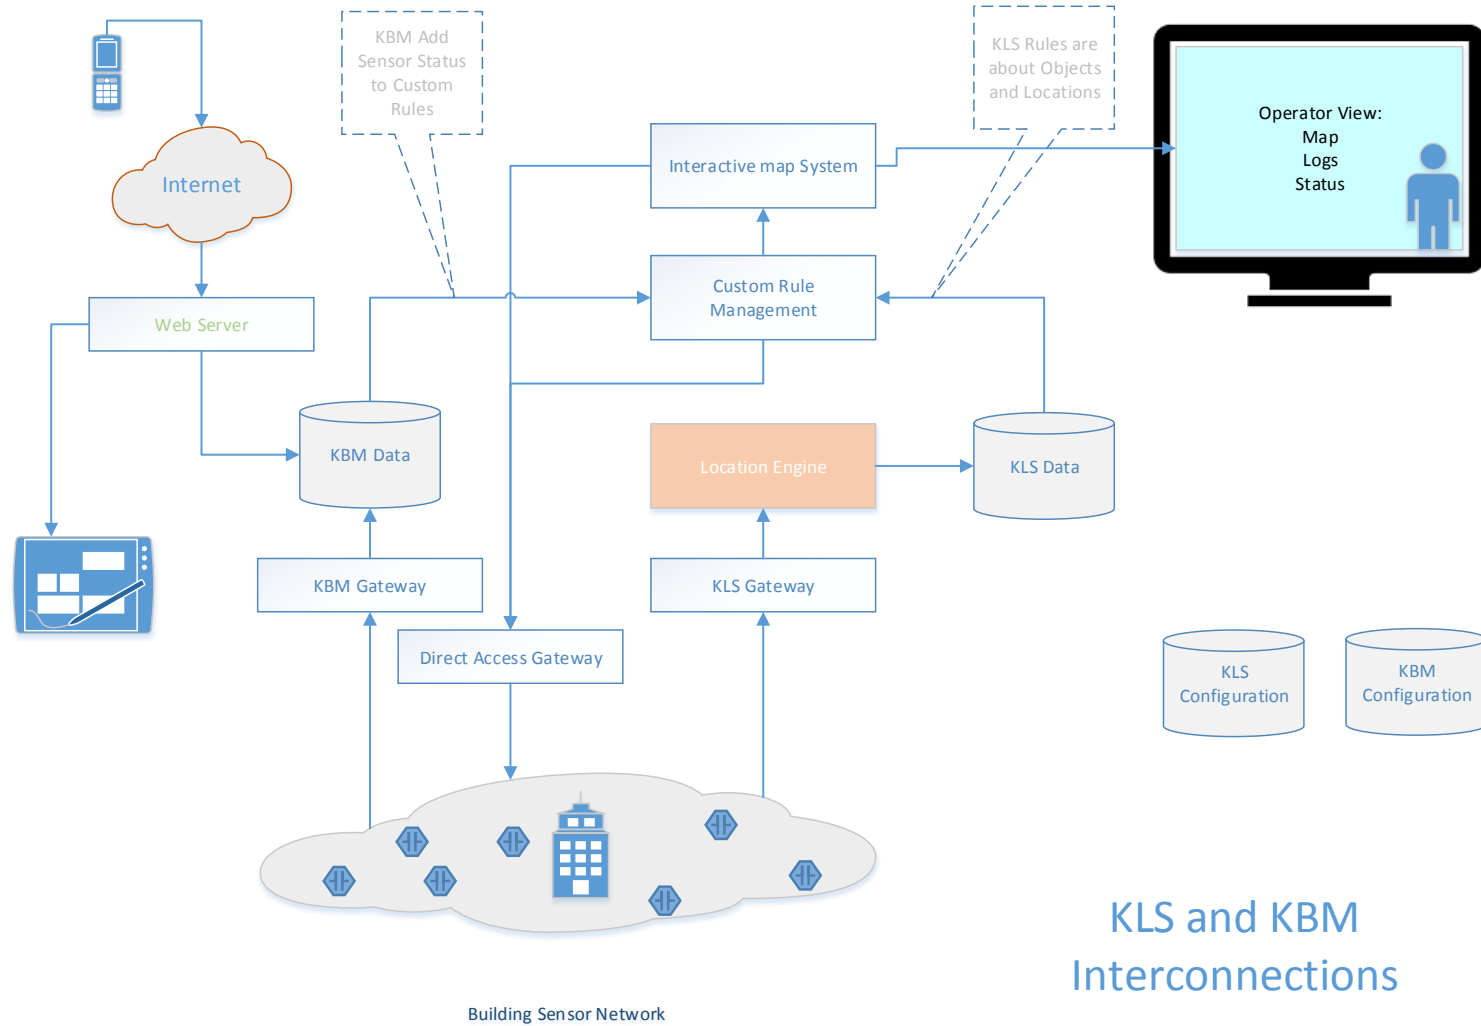 KBM Add
Sensor Status
to Custom
Rules
KLS Rules are
about Objects
and Locations
Operator View:
Map
Logs
Status
Interactive map System
Internet
Custom Rule
Management
Web Server
KBM Data
Location Engine
KLS Data
KBM Gateway
KLS Gateway
Direct Access Gateway
KLS
Configuration
KBM
Configuration
KLS and KBM
Interconnections
Building Sensor Network